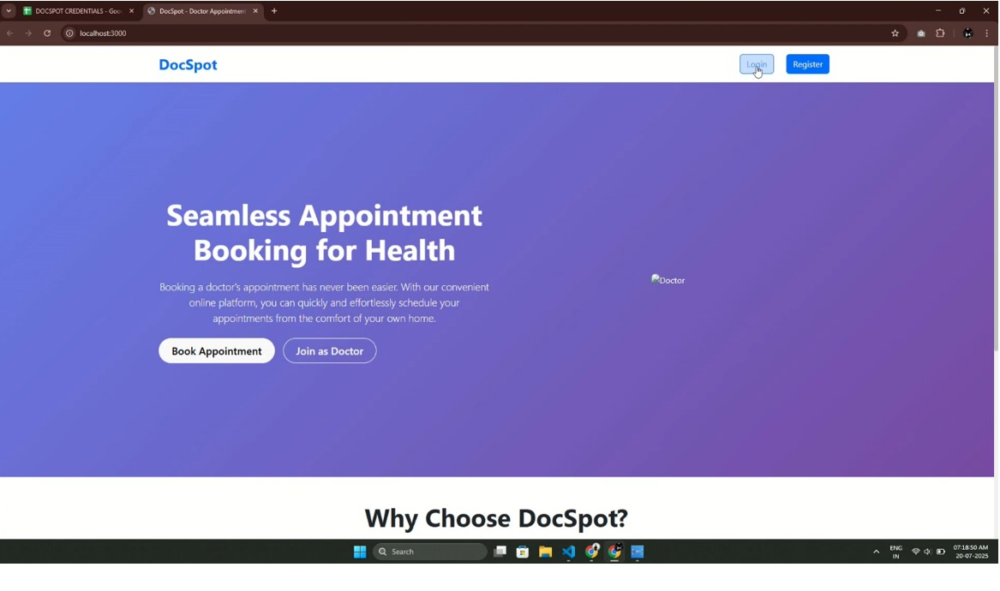 DOCSPOT CREDENTIALS - Goo
DocSpot - Doctor Appointment
localhost:3000
DocSpot
Login
Register
Seamless Appointment
Booking for Health
Booking a doctor's appointment has never been easier. With our convenient
online platform, you can quickly and effortlessly schedule your
appointments from the comfort of your own home.
Book Appointment
Join as Doctor
Doctor
Why Choose DocSpot?
Search
ENG
IN
07:18:50 AM
20-07-2025